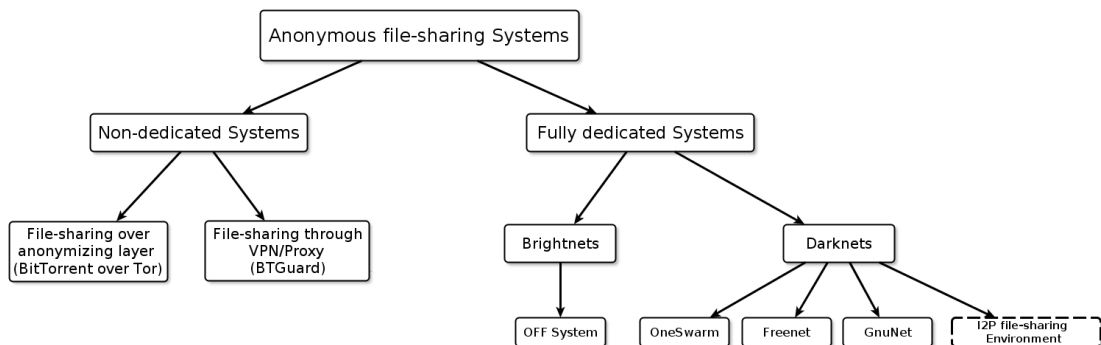 Anonymous file-sharing Systems
Non-dedicated Systems
Fully dedicated Systems
File-sharing over
anonymizing layer
(BitTorrent over Tor)
File-sharing through
VPN/Proxy
(BTGuard)
Brightnets
Darknets
OFF System
OneSwarm
Freenet
GnuNet
I2P file-sharing
Environment